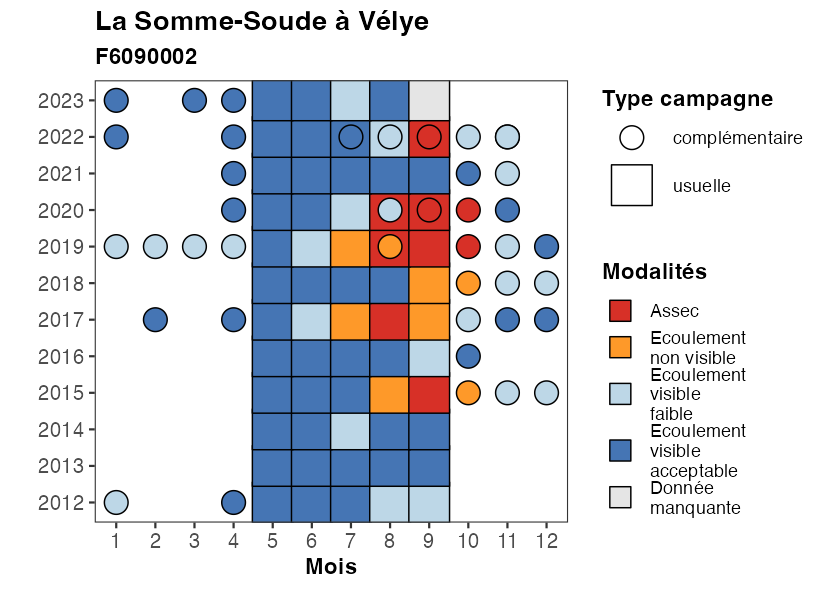 La Somme-Soude à Vélye
F6090002
2023
2022
2021
2020
2019
2018
2017
2016
2015
2014
2013
2012
1 2 3 4 5 6 7 8 9 10 11 12
Mois
Type campagne
complémentaire
usuelle
Modalités
Assec
Ecoulement
non visible
Ecoulement
visible
faible
Ecoulement
visible
acceptable
Donnée
manquante